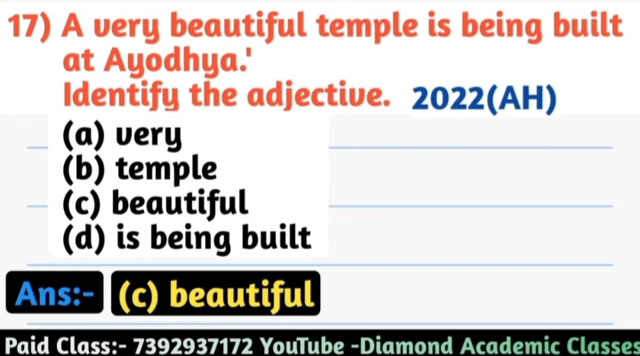 17) A very beautiful temple is being built
at Ayodhya.'
Identify the adjective. 2022(AH)
(a) very
(b) temple
(c) beautiful
(d) is being built
Ans:- (c) beautiful
Paid Class:- 7392937172 YouTube -Diamond Academic Classes